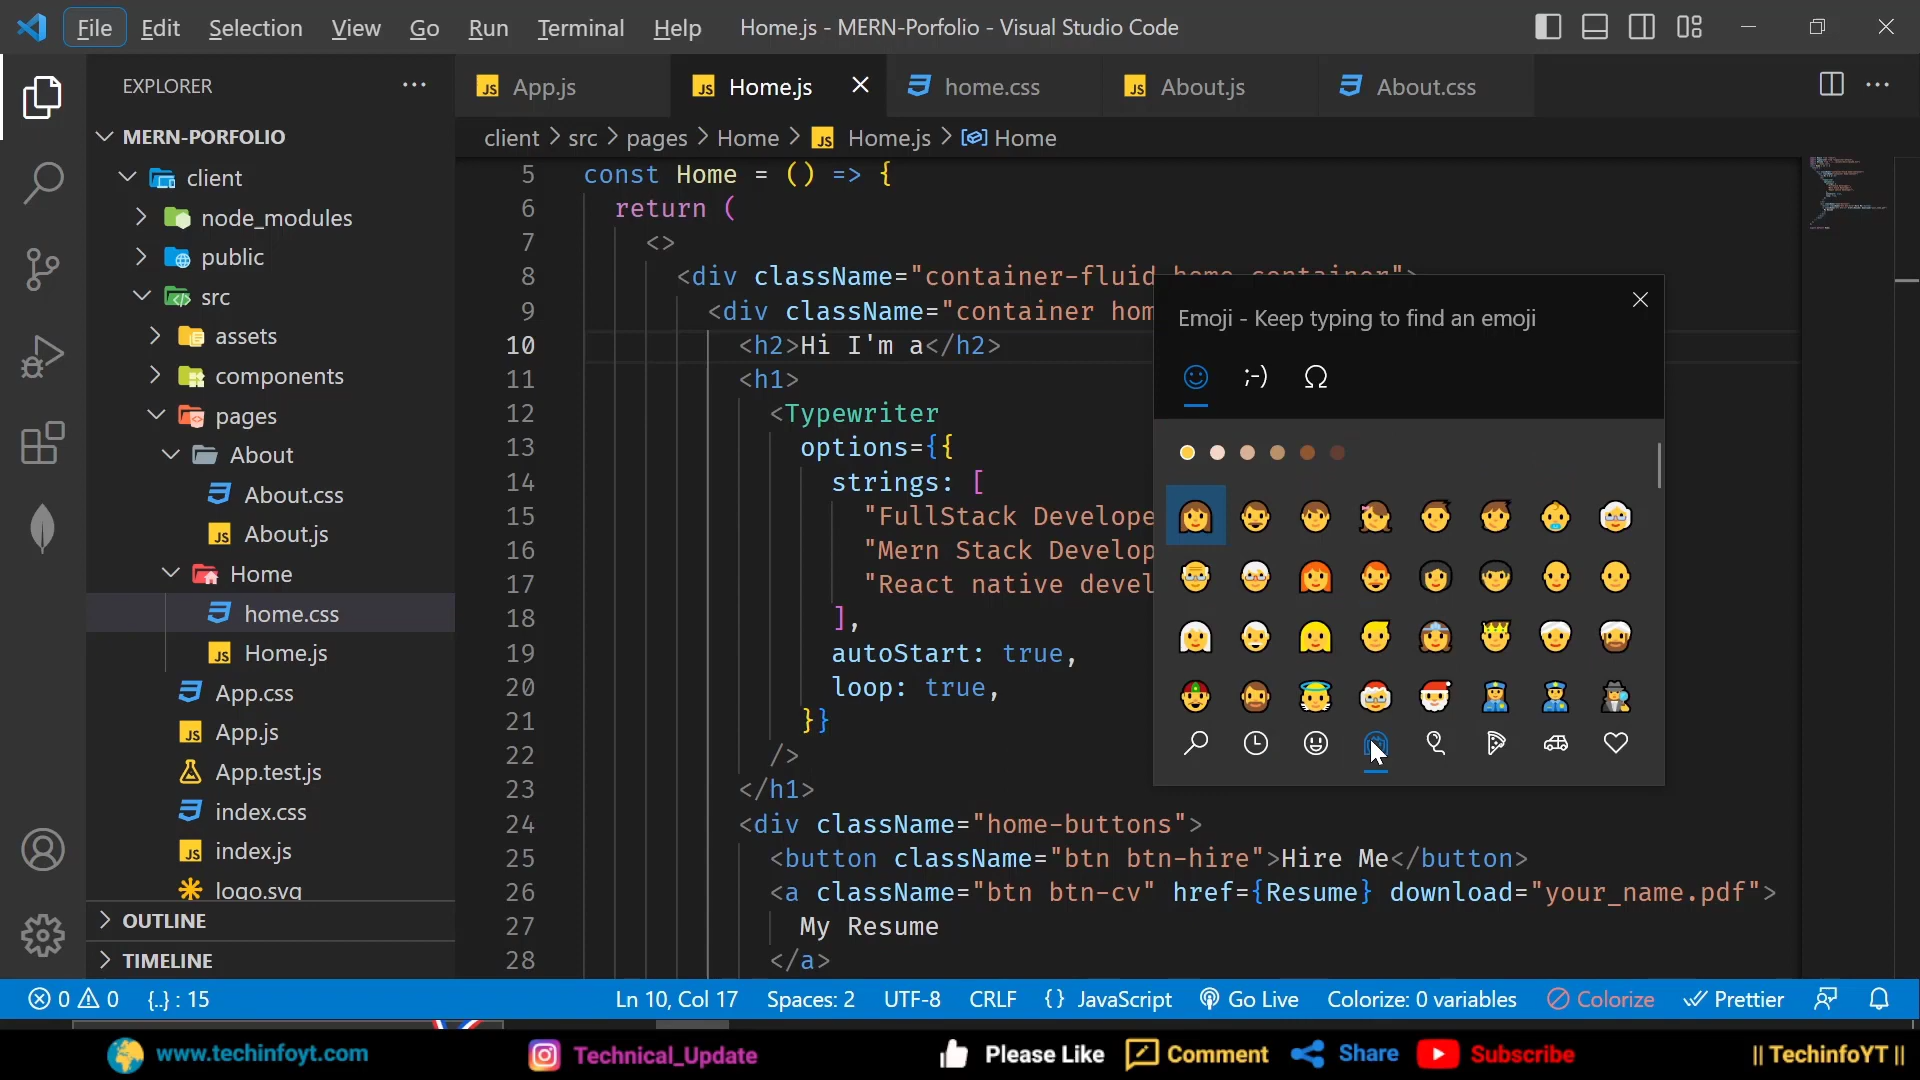 File Edit Selection View Go Run Terminal Help Home.js - MERN-Porfolio - Visual Studio Code
EXPLORER
MERN-PORFOLIO
client
node_modules
public
src
assets
components
pages
About
About.css
About.js
Home
home.css
Home.js
App.css
App.js
App.test.js
index.css
index.js
logo.svg
OUTLINE
TIMELINE
App.js Home.js home.css About.js About.css
client > src > pages > Home > Home.js > Home
5 const Home = () => {
6 return (
7 <>
8 <div className="container-fluid home-container">
9 <div className="container hom
10 <h2>Hi I'm a</h2>
11 <h1>
12 <Typewriter
13 options={{
14 strings: [
15 "FullStack Develope
16 "Mern Stack Develop
17 "React native devel
18 ],
19 autoStart: true,
20 loop: true,
21 }}
22 />
23 </h1>
24 <div className="home-buttons">
25 <button className="btn btn-hire">Hire Me</button>
26 <a className="btn btn-cv" href={Resume} download="your_name.pdf">
27 My Resume
28 </a>
Emoji - Keep typing to find an emoji
;-) Ω
0 0 {..} : 15 Ln 10, Col 17 Spaces: 2 UTF-8 CRLF {} JavaScript Go Live Colorize: 0 variables Colorize Prettier
www.techinfoyt.com Technical_Update Please Like Comment Share Subscribe || TechinfoYT ||